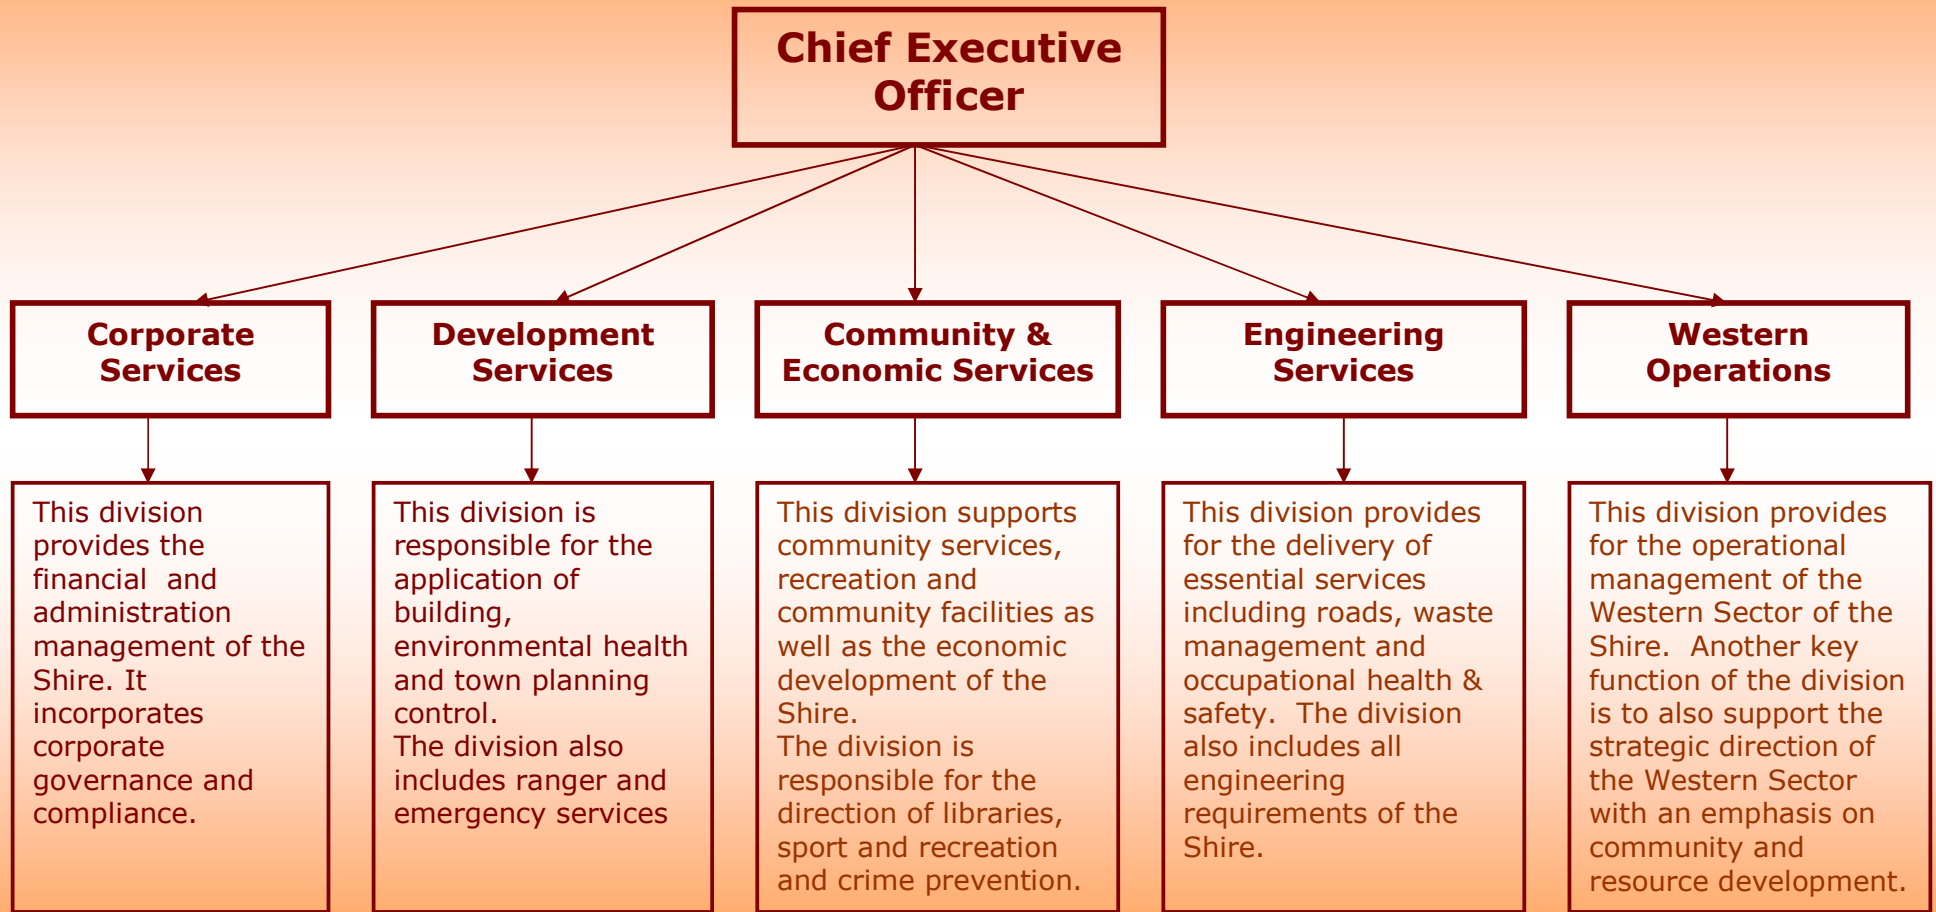 Chief Executive
Officer
Corporate
Services
Development
Services
Community &
Economic Services
Engineering
Services
Western
Operations
This division
provides the
financial  and
administration
management of the
Shire. It
incorporates
corporate
governance and
compliance.
This division is
responsible for the
application of
building,
environmental health
and town planning
control.
The division also
includes ranger and
emergency services
This division supports
community services,
recreation and
community facilities as
well as the economic
development of the
Shire.
The division is
responsible for the
direction of libraries,
sport and recreation
and crime prevention.
This division provides
for the delivery of
essential services
including roads, waste
management and
occupational health &
safety.  The division
also includes all
engineering
requirements of the
Shire.
This division provides
for the operational
management of the
Western Sector of the
Shire.  Another key
function of the division
is to also support the
strategic direction of
the Western Sector
with an emphasis on
community and
resource development.